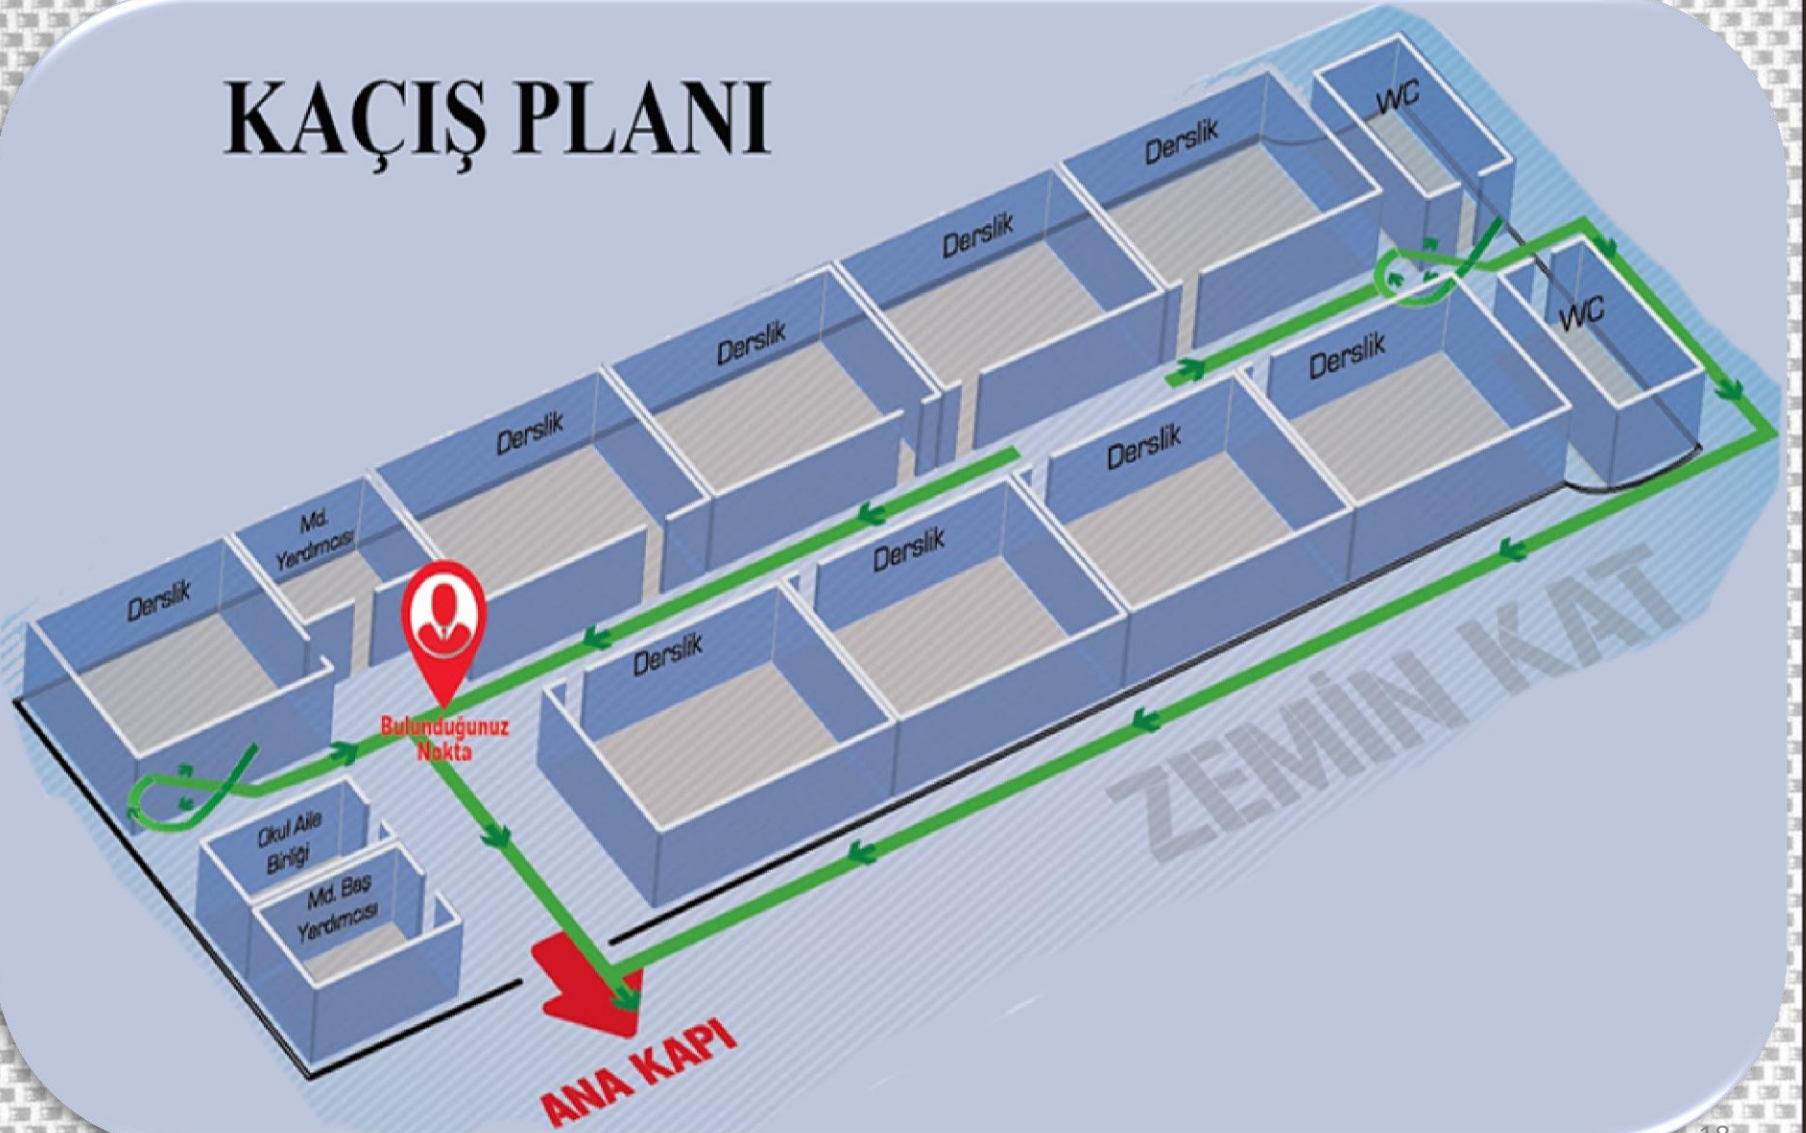 KAÇIŞ PLANI
WC
Derslik
Derslik
WC
Derslik
Derslik
Derslik
Derslik
Md.
Yardımcısı
Derslik
Derslik
Derslik
Derslik
Bulunduğunuz
Nokta
Okul Aile
Birliği
Md. Baş
Yardımcısı
ZEMİN KAT
ANA KAPI